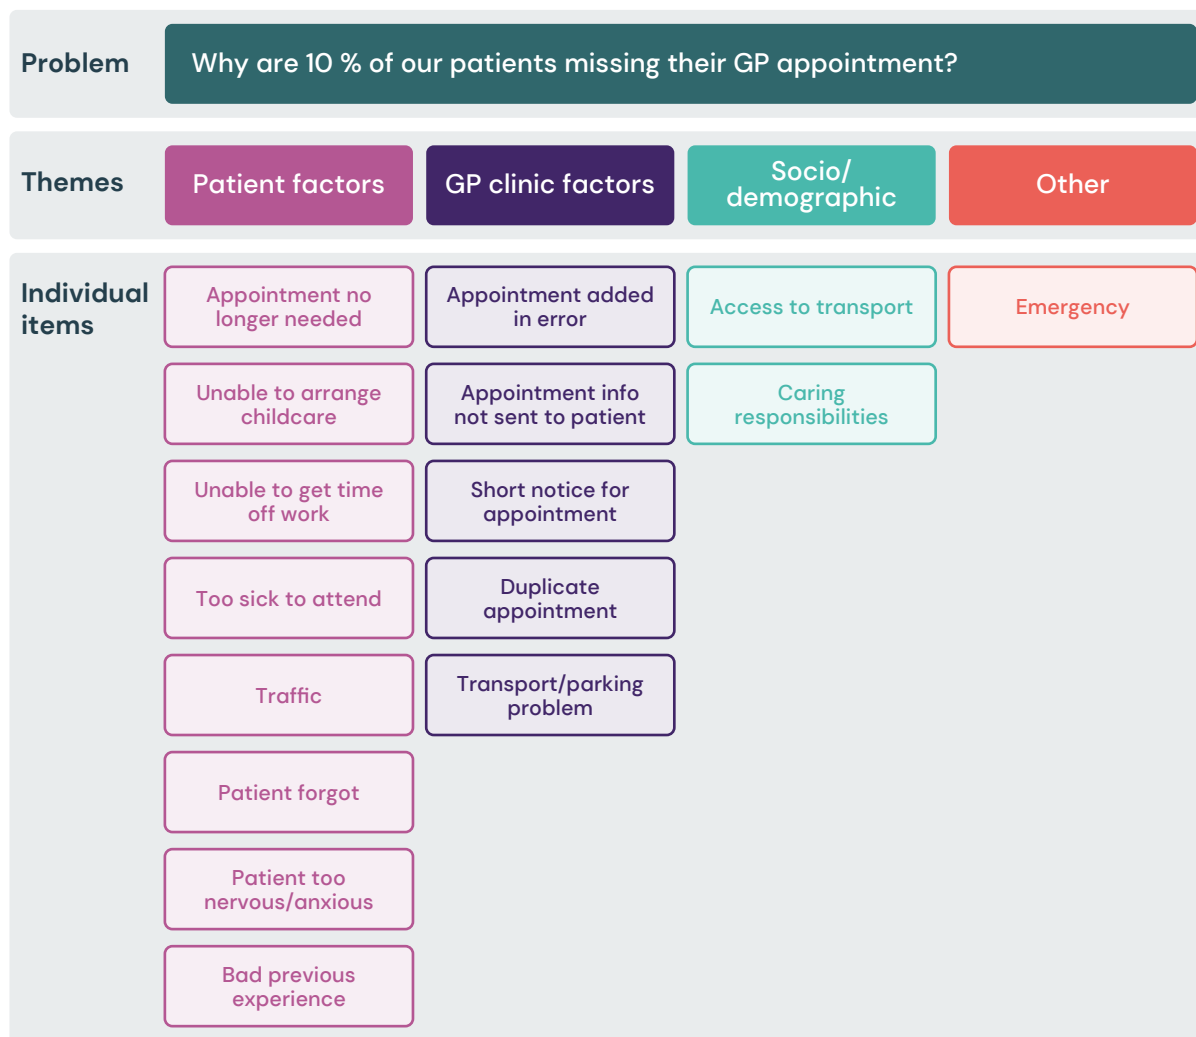 Problem
Why are 10 % of our patients missing their GP appointment?
Themes
Patient factors
GP clinic factors
Socio/
demographic
Other
Individual
items
Appointment no
longer needed
Appointment added
in error
Access to transport
Emergency
Unable to arrange
childcare
Appointment info
not sent to patient
Caring
responsibilities
Unable to get time
off work
Short notice for
appointment
Too sick to attend
Duplicate
appointment
Traffic
Transport/parking
problem
Patient forgot
Patient too
nervous/anxious
Bad previous
experience